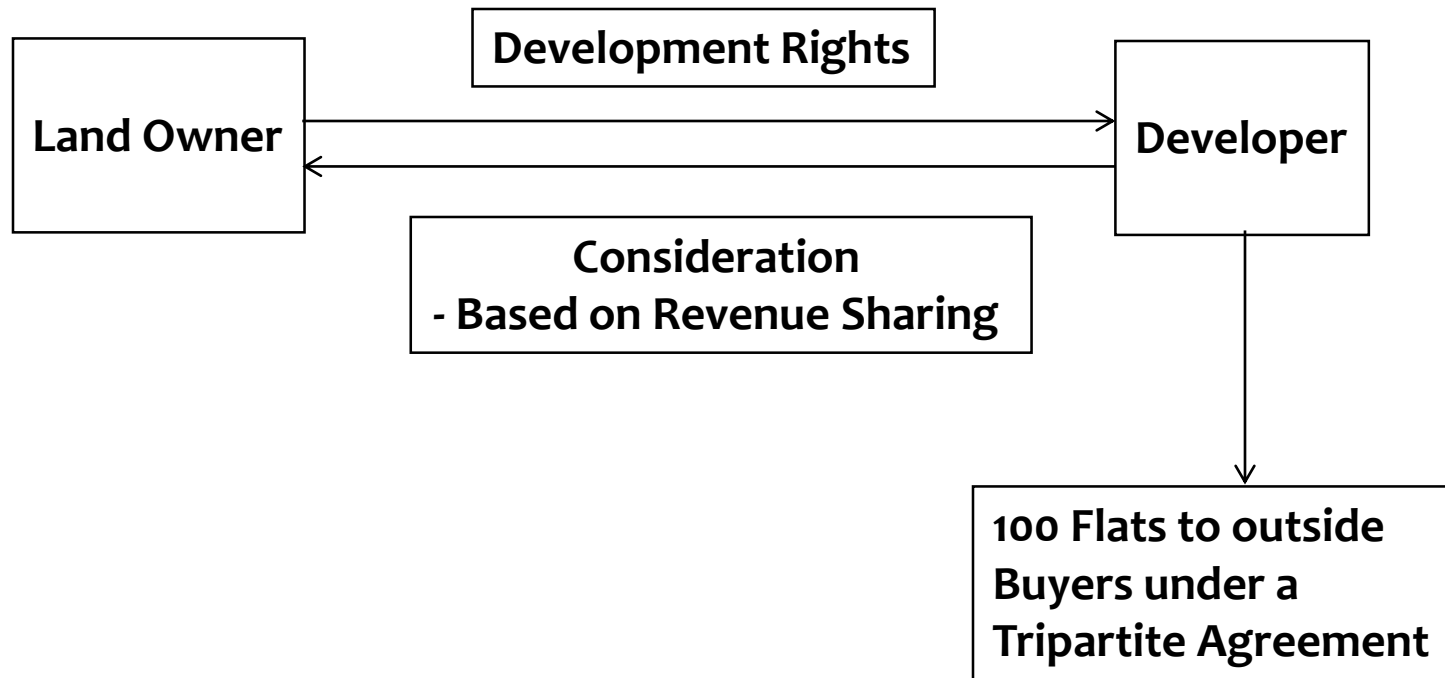 Development Rights
Land Owner
Developer
Consideration
- Based on Revenue Sharing
100 Flats to outside
Buyers under a
Tripartite Agreement